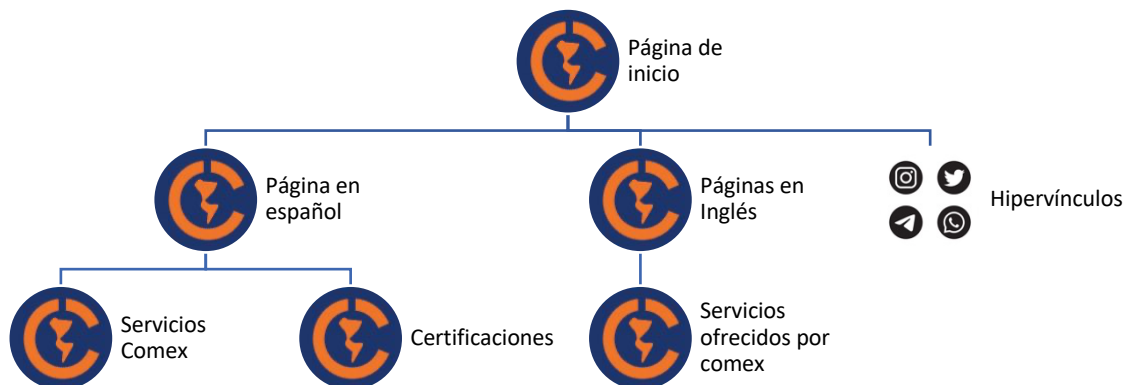 Página de
inicio
Página en
español
Páginas en
Inglés
Hipervínculos
Servicios
Comex
Certificaciones
Servicios
ofrecidos por
comex